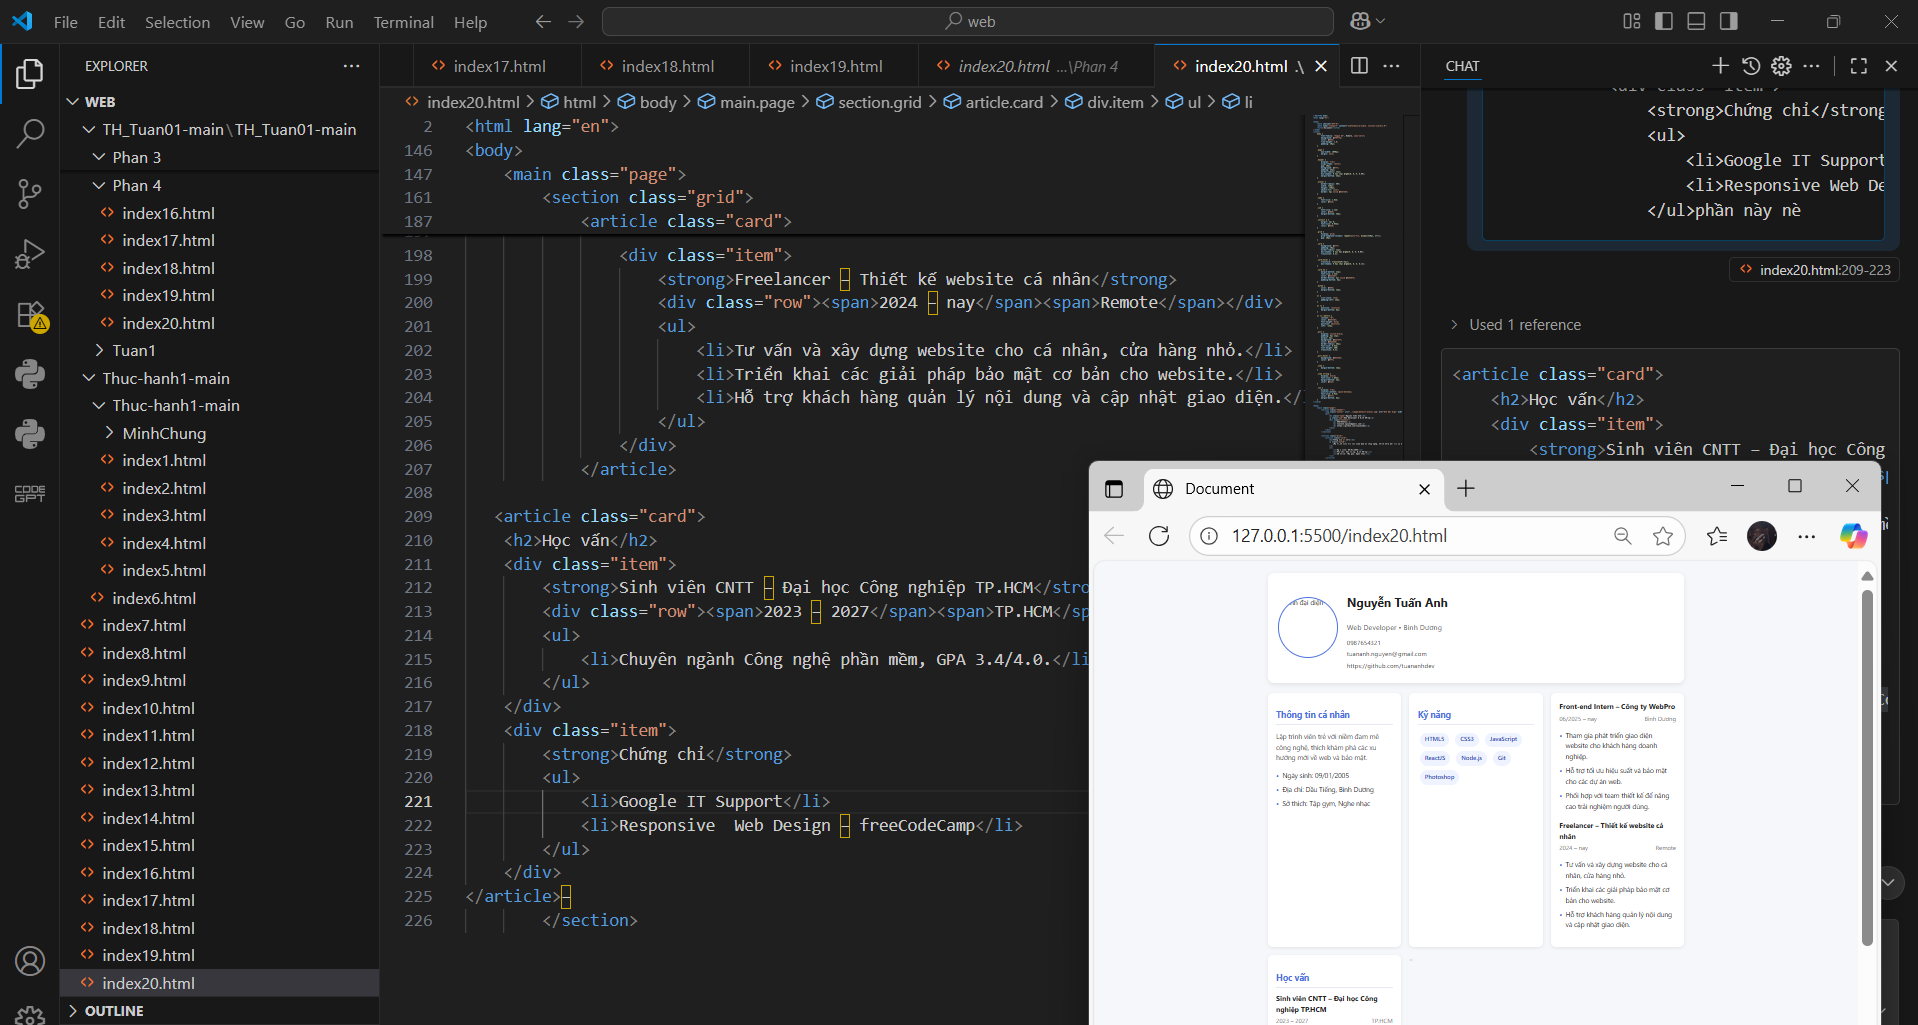 File Edit Selection View Go Run Terminal Help
web
EXPLORER
WEB
TH_Tuan01-main\TH_Tuan01-main
Phan 3
Phan 4
index16.html
index17.html
index18.html
index19.html
index20.html
Tuan1
Thuc-hanh1-main
Thuc-hanh1-main
MinhChung
index1.html
index2.html
index3.html
index4.html
index5.html
index6.html
index7.html
index8.html
index9.html
index10.html
index11.html
index12.html
index13.html
index14.html
index15.html
index16.html
index17.html
index18.html
index19.html
index20.html
OUTLINE
CODE
GPT
index17.html index18.html index19.html index20.html ...\Phan 4 index20.html .\
index20.html > html > body > main.page > section.grid > article.card > div.item > ul > li
2 <html lang="en">
146 <body>
147 <main class="page">
161 <section class="grid">
187 <article class="card">
198 <div class="item">
199 <strong>Freelancer – Thiết kế website cá nhân</strong>
200 <div class="row"><span>2024 – nay</span><span>Remote</span></div>
201 <ul>
202 <li>Tư vấn và xây dựng website cho cá nhân, cửa hàng nhỏ.</li>
203 <li>Triển khai các giải pháp bảo mật cơ bản cho website.</li>
204 <li>Hỗ trợ khách hàng quản lý nội dung và cập nhật giao diện.</
205 </ul>
206 </div>
207 </article>
208
209 <article class="card">
210 <h2>Học vấn</h2>
211 <div class="item">
212 <strong>Sinh viên CNTT – Đại học Công nghiệp TP.HCM</stro
213 <div class="row"><span>2023 – 2027</span><span>TP.HCM</sp
214 <ul>
215 <li>Chuyên ngành Công nghệ phần mềm, GPA 3.4/4.0.</li
216 </ul>
217 </div>
218 <div class="item">
219 <strong>Chứng chỉ</strong>
220 <ul>
221 <li>Google IT Support</li>
222 <li>Responsive  Web Design – freeCodeCamp</li>
223 </ul>
224 </div>
225 </article>–
226 </section>
CHAT
<div class="item">
<strong>Chứng chỉ</strong
<ul>
<li>Google IT Support
<li>Responsive Web De
</ul>phần này nè
index20.html:209-223
Used 1 reference
<article class="card">
<h2>Học vấn</h2>
<div class="item">
<strong>Sinh viên CNTT – Đại học Công
Document
127.0.0.1:5500/index20.html
nh đại diện
Nguyễn Tuấn Anh
Web Developer • Bình Dương
0987654321
tuananh.nguyen@gmail.com
https://github.com/tuananhdev
Thông tin cá nhân
Lập trình viên trẻ với niềm đam mê
công nghệ, thích khám phá các xu
hướng mới về web và bảo mật.
• Ngày sinh: 09/01/2005
• Địa chỉ: Dầu Tiếng, Bình Dương
• Sở thích: Tập gym, Nghe nhạc
Kỹ năng
HTML5 CSS3 JavaScript
ReactJS Node.js Git
Photoshop
Front-end Intern – Công ty WebPro
06/2025 – nay Bình Dương
• Tham gia phát triển giao diện
website cho khách hàng doanh
nghiệp.
• Hỗ trợ tối ưu hiệu suất và bảo mật
cho các dự án web.
• Phối hợp với team thiết kế để nâng
cao trải nghiệm người dùng.
Freelancer – Thiết kế website cá
nhân
2024 – nay Remote
• Tư vấn và xây dựng website cho cá
nhân, cửa hàng nhỏ.
• Triển khai các giải pháp bảo mật cơ
bản cho website.
• Hỗ trợ khách hàng quản lý nội dung
và cập nhật giao diện.
Học vấn
Sinh viên CNTT – Đại học Công
nghiệp TP.HCM
2023 – 2027 TP.HCM